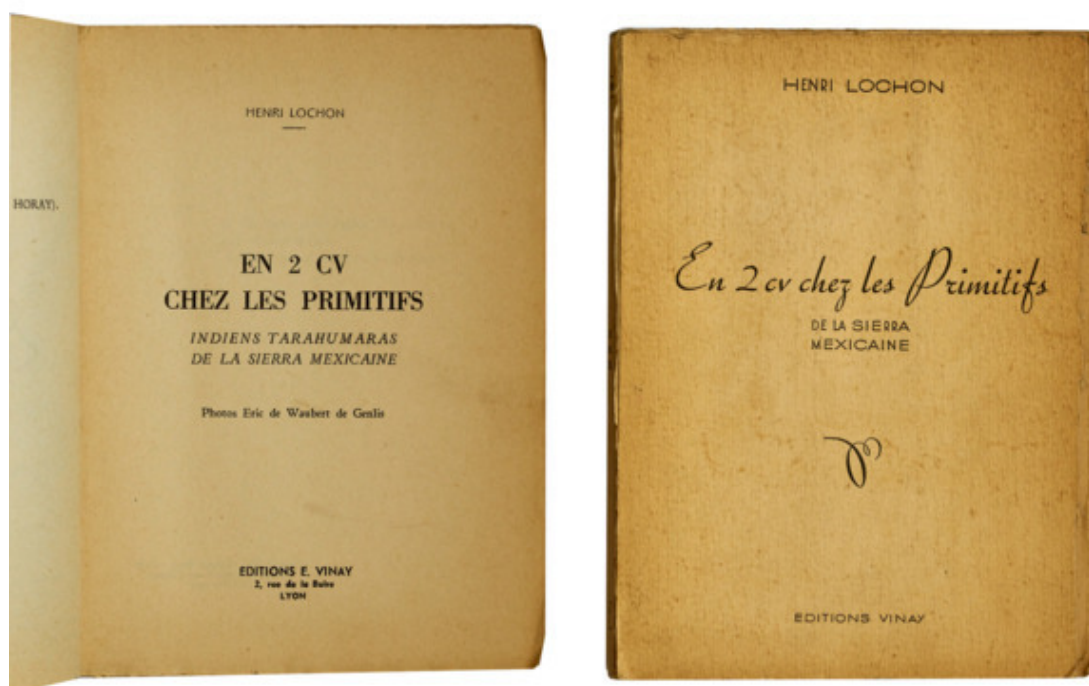 HORAY).
HENRI LOCHON
EN 2 CV
CHEZ LES PRIMITIFS
INDIENS TARAHUMARAS
DE LA SIERRA MEXICAINE
Photos Eric de Waubert de Genlis
EDITIONS E. VINAY
2, rue de la Buire
LYON
HENRI LOCHON
En 2 cv chez les Primitifs
DE LA SIERRA
MEXICAINE
EDITIONS VINAY